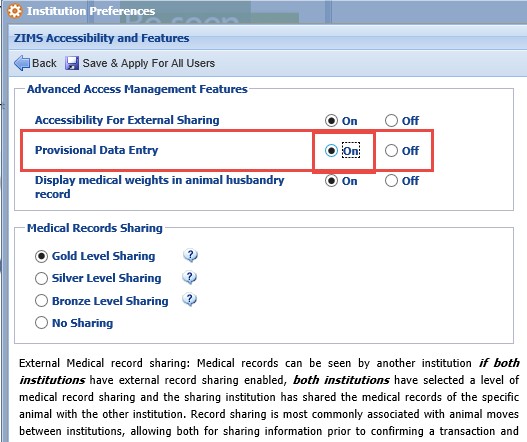 Re-seen
Institution Preferences
ZIMS Accessibility and Features
Back Save & Apply For All Users
Advanced Access Management Features
Accessibility For External Sharing On Off
Provisional Data Entry On Off
Display medical weights in animal husbandry On Off
record
Medical Records Sharing
Gold Level Sharing ?
Silver Level Sharing ?
Bronze Level Sharing ?
No Sharing
External Medical record sharing: Medical records can be seen by another institution if both
institutions have external record sharing enabled, both institutions have selected a level of
medical record sharing and the sharing institution has shared the medical records of the specific
animal with the other institution. Record sharing is most commonly associated with animal moves
between institutions, allowing both for sharing information prior to confirming a transaction and